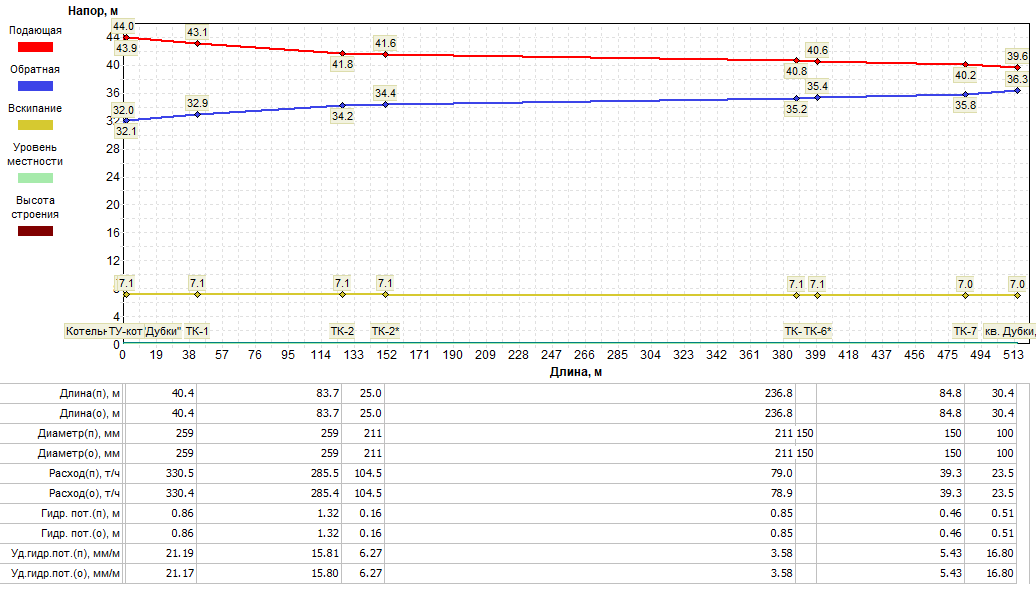 Напор, м
Подающая
Обратная
Вскипание
Уровень
местности
Высота
строения
44
40
36
32
28
24
20
16
12
8
4
0
44.0
43.9
43.1
41.8
41.6
40.8
40.6
40.2
39.6
32.0
32.1
32.9
34.2
34.4
35.2
35.4
35.8
36.3
7.1 7.1 7.1 7.1 7.1 7.1 7.0 7.0
Котельн ТУ-кот "Дубки" ТК-1 ТК-2 ТК-2* ТК- ТК-6* ТК-7 кв. Дубки,
0 19 38 57 76 95 114 133 152 171 190 209 228 247 266 285 304 323 342 361 380 399 418 437 456 475 494 513
Длина, м
Длина(п), м 40.4 83.7 25.0 236.8 84.8 30.4
Длина(о), м 40.4 83.7 25.0 236.8 84.8 30.4
Диаметр(п), мм 259 259 211 211 150 150 100
Диаметр(о), мм 259 259 211 211 150 150 100
Расход(п), т/ч 330.5 285.5 104.5 79.0 39.3 23.5
Расход(о), т/ч 330.4 285.4 104.5 78.9 39.3 23.5
Гидр. пот.(п), м 0.86 1.32 0.16 0.85 0.46 0.51
Гидр. пот.(о), м 0.86 1.32 0.16 0.85 0.46 0.51
Уд.гидр.пот.(п), мм/м 21.19 15.81 6.27 3.58 5.43 16.80
Уд.гидр.пот.(о), мм/м 21.17 15.80 6.27 3.58 5.43 16.80